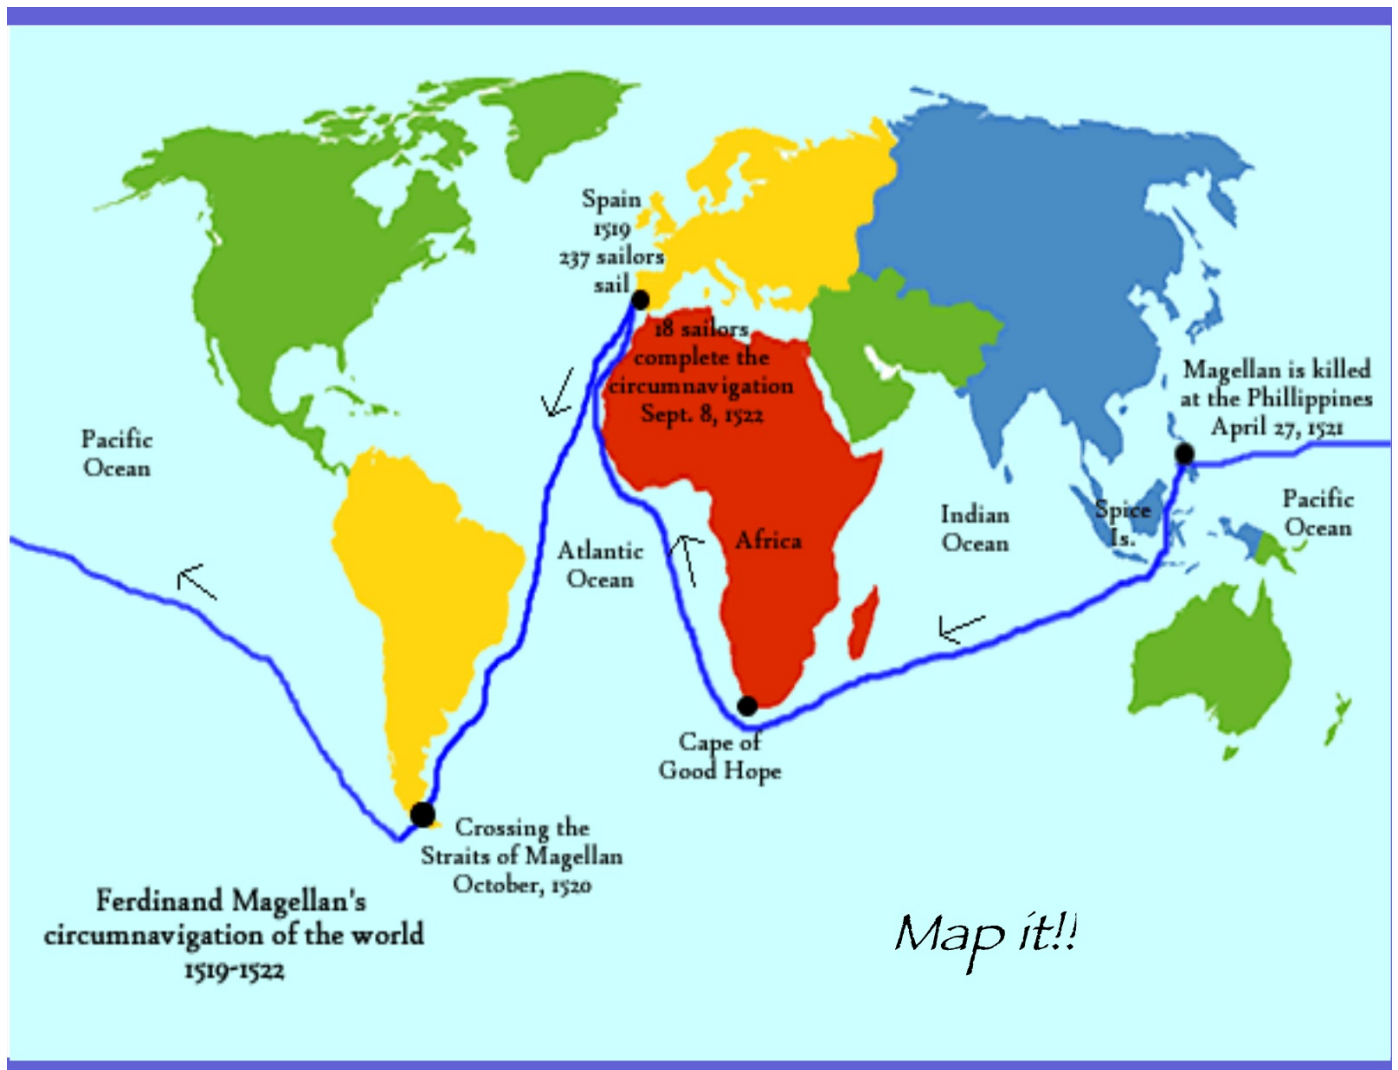 Spain
1519
237 sailors
sail
18 sailors
complete the
circumnavigation
Sept. 8, 1522
Magellan is killed
at the Phillippines
April 27, 1521
Pacific
Ocean
Atlantic
Ocean
Africa
Indian
Ocean
Spice
Is.
Pacific
Ocean
Cape of
Good Hope
Crossing the
Straits of Magellan
October, 1520
Ferdinand Magellan's
circumnavigation of the world
1519-1522
Map it!!